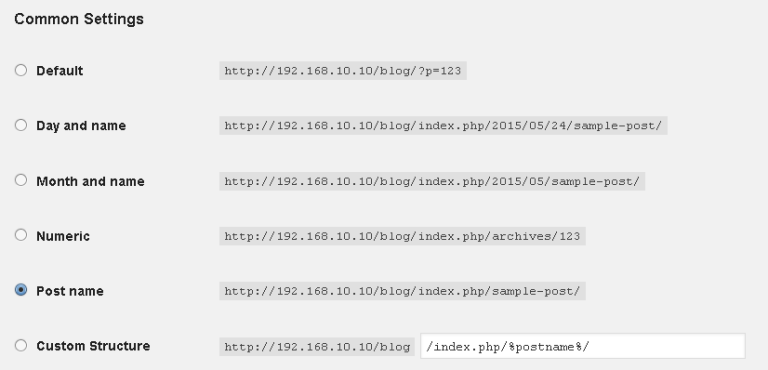 Common Settings
Default http://192.168.10.10/blog/?p=123
Day and name http://192.168.10.10/blog/index.php/2015/05/24/sample-post/
Month and name http://192.168.10.10/blog/index.php/2015/05/sample-post/
Numeric http://192.168.10.10/blog/index.php/archives/123
Post name http://192.168.10.10/blog/index.php/sample-post/
Custom Structure http://192.168.10.10/blog /index.php/%postname%/